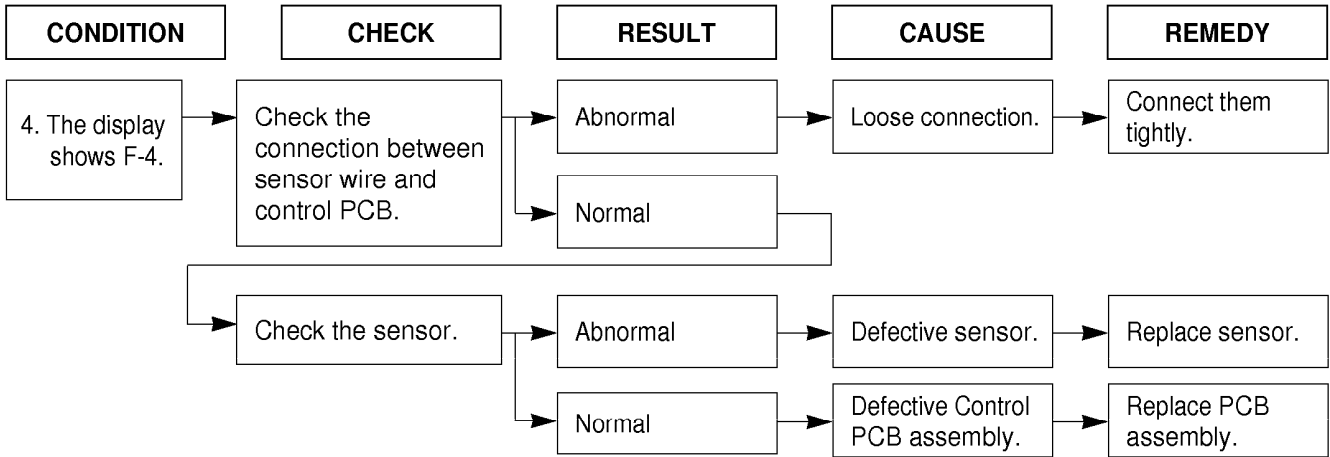 CONDITION
CHECK
RESULT
CAUSE
REMEDY
4. The display
shows F-4.
Check the
connection between
sensor wire and
control PCB.
Abnormal
Loose connection.
Connect them
tightly.
Normal
Check the sensor.
Abnormal
Defective sensor.
Replace sensor.
Normal
Defective Control
PCB assembly.
Replace PCB
assembly.